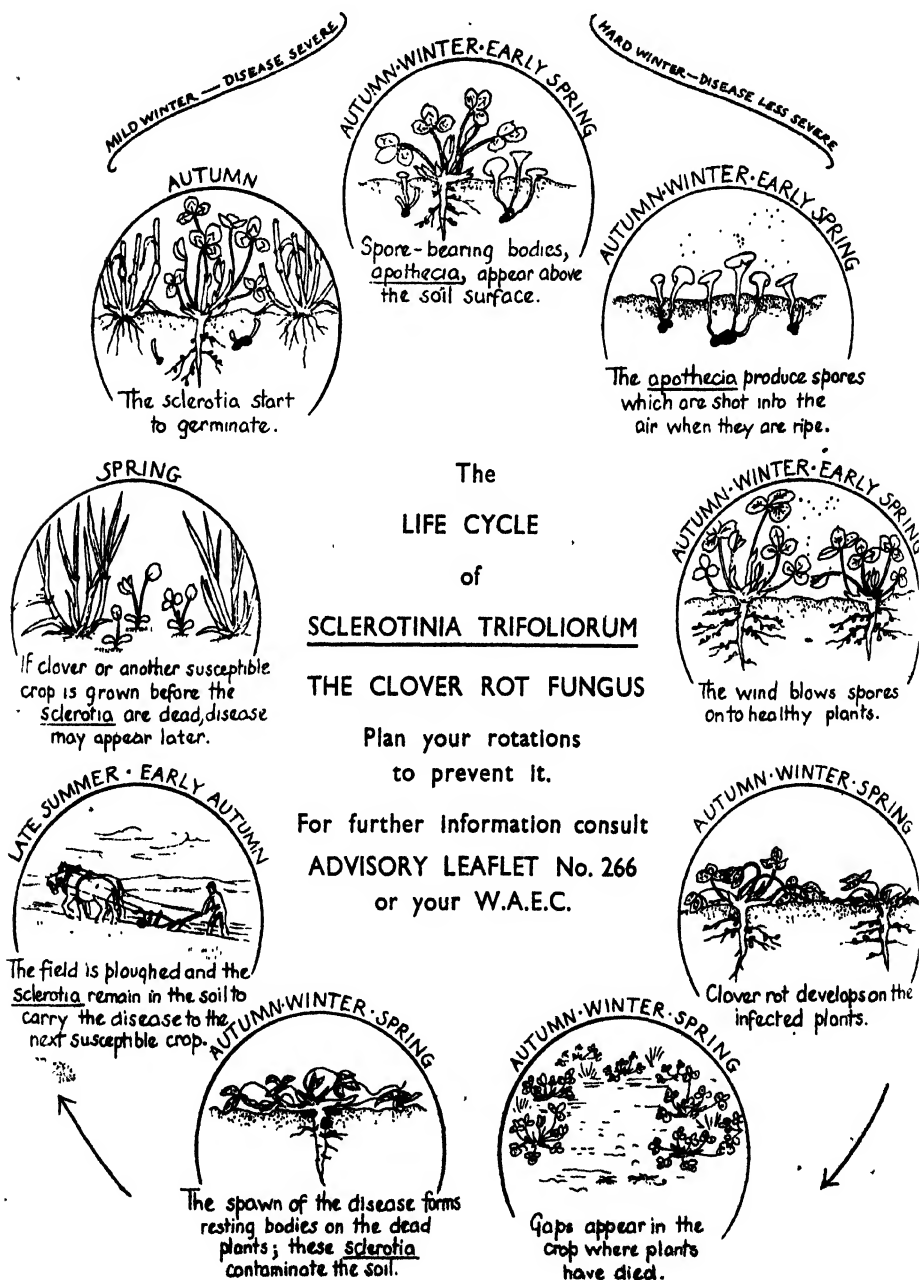 MILD WINTER — DISEASE SEVERE
HARD WINTER — DISEASE LESS SEVERE
AUTUMN·WINTER·EARLY SPRING
Spore-bearing bodies,
apothecia, appear above
the soil surface.
AUTUMN·WINTER·EARLY SPRING
The apothecia produce spores
which are shot into the
air when they are ripe.
AUTUMN·WINTER·EARLY SPRING
The wind blows spores
onto healthy plants.
AUTUMN·WINTER·SPRING
Clover rot develops on the
infected plants.
AUTUMN·WINTER·SPRING
Gaps appear in the
crop where plants
have died.
AUTUMN·WINTER·SPRING
The spawn of the disease forms
resting bodies on the dead
plants; these sclerotia
contaminate the soil.
LATE SUMMER · EARLY AUTUMN
The field is ploughed and the
sclerotia remain in the soil to
carry the disease to the
next susceptible crop.
SPRING
If clover or another susceptible
crop is grown before the
sclerotia are dead, disease
may appear later.
AUTUMN
The sclerotia start
to germinate.
The
LIFE CYCLE
of
SCLEROTINIA TRIFOLIORUM
THE CLOVER ROT FUNGUS
Plan your rotations
to prevent it.
For further information consult
ADVISORY LEAFLET No. 266
or your W.A.E.C.